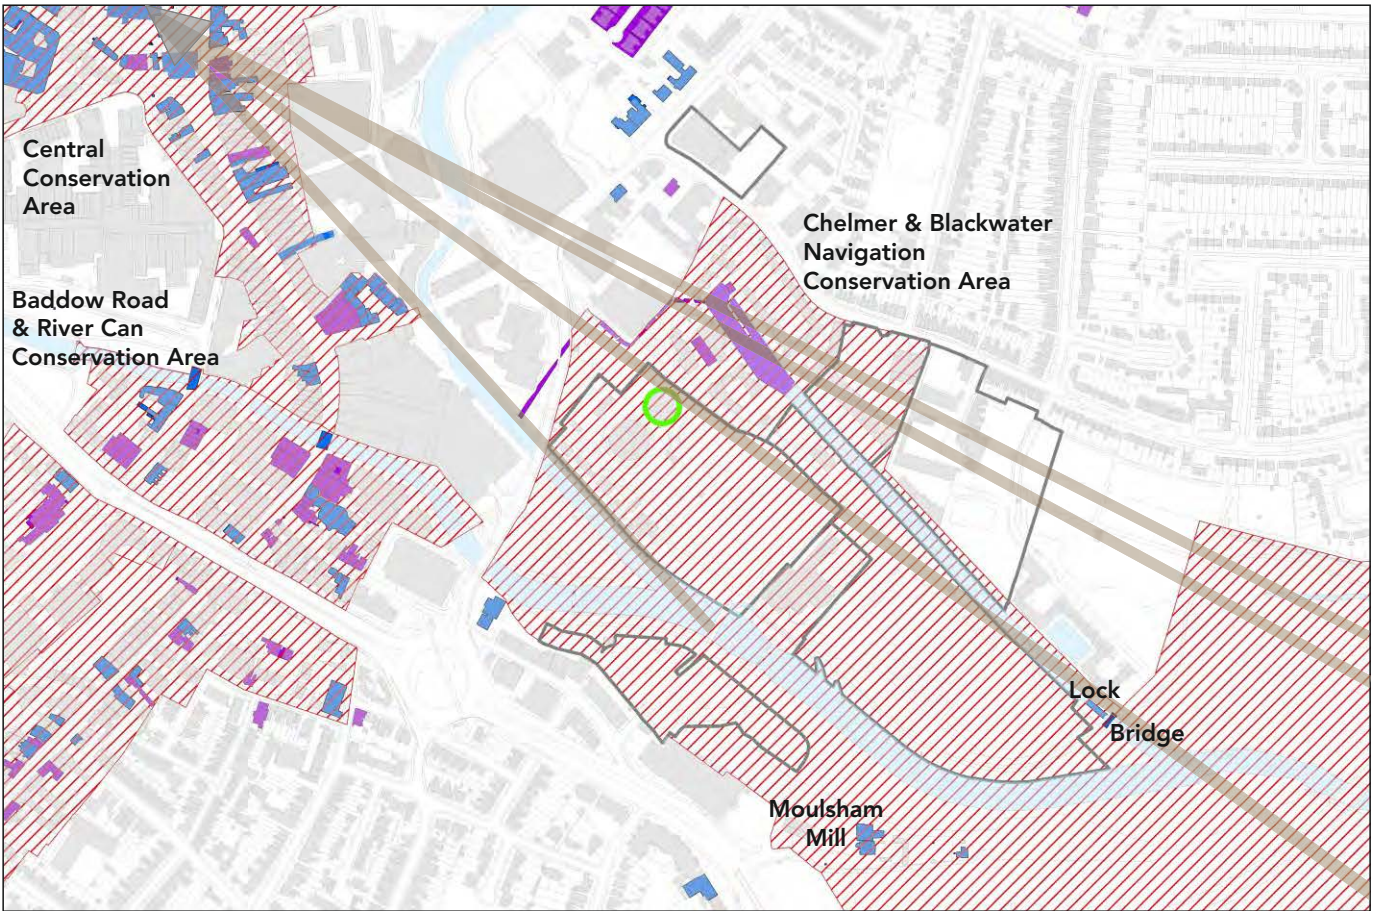 Central
Conservation
Area
Chelmer & Blackwater
Navigation
Conservation Area
Baddow Road
& River Can
Conservation Area
Lock
Bridge
Moulsham
Mill